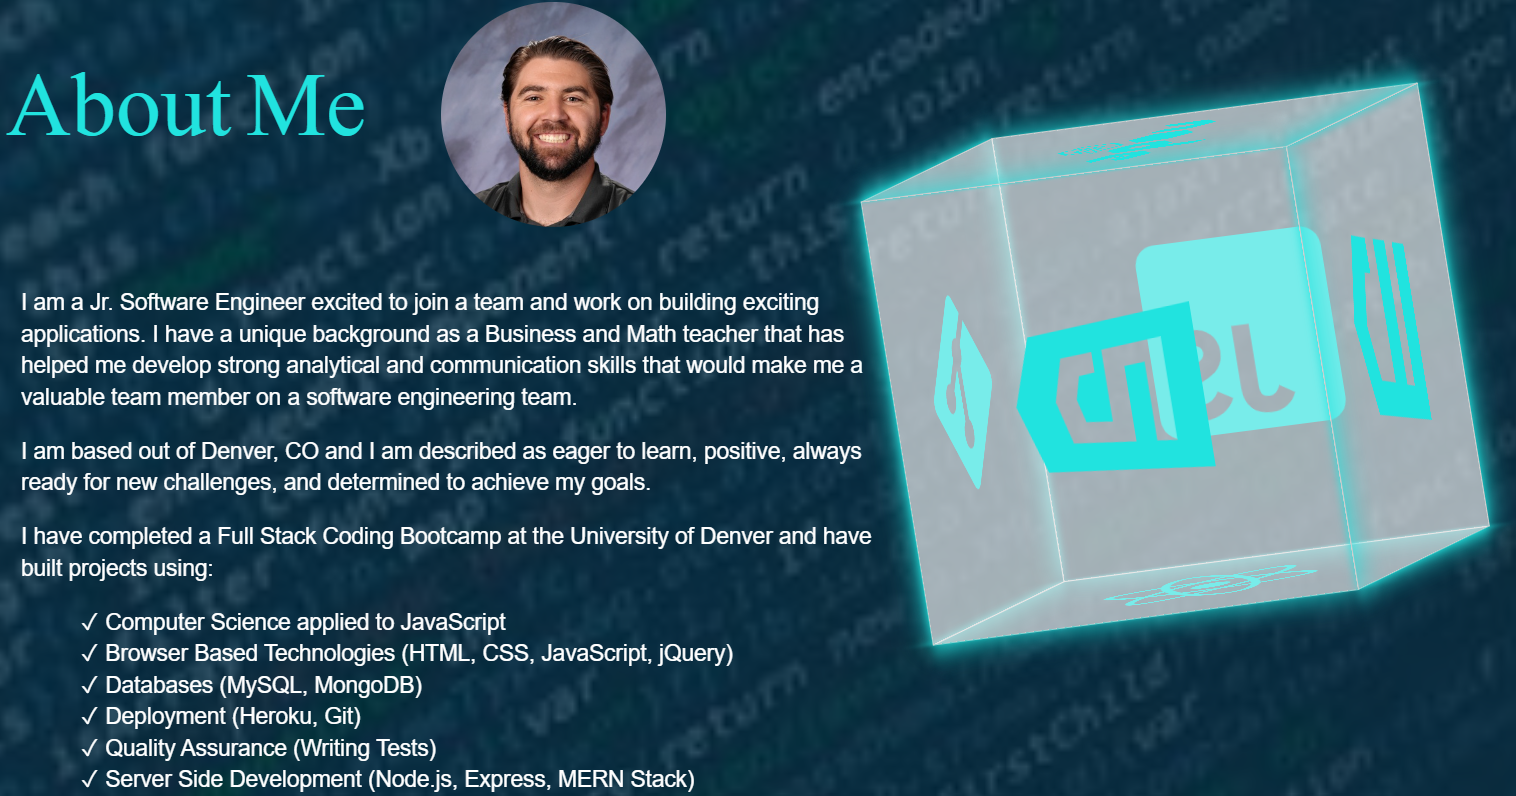 About Me
I am a Jr. Software Engineer excited to join a team and work on building exciting
applications. I have a unique background as a Business and Math teacher that has
helped me develop strong analytical and communication skills that would make me a
valuable team member on a software engineering team.
I am based out of Denver, CO and I am described as eager to learn, positive, always
ready for new challenges, and determined to achieve my goals.
I have completed a Full Stack Coding Bootcamp at the University of Denver and have
built projects using:
✓ Computer Science applied to JavaScript
✓ Browser Based Technologies (HTML, CSS, JavaScript, jQuery)
✓ Databases (MySQL, MongoDB)
✓ Deployment (Heroku, Git)
✓ Quality Assurance (Writing Tests)
✓ Server Side Development (Node.js, Express, MERN Stack)